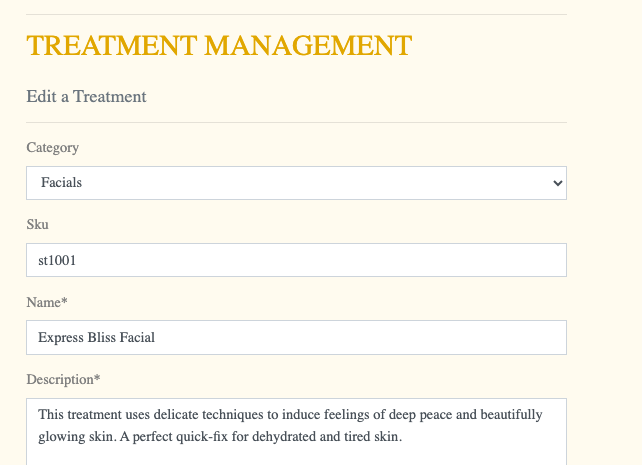 TREATMENT MANAGEMENT
Edit a Treatment
Category
Facials
Sku
st1001
Name*
Express Bliss Facial
Description*
This treatment uses delicate techniques to induce feelings of deep peace and beautifully
glowing skin. A perfect quick-fix for dehydrated and tired skin.